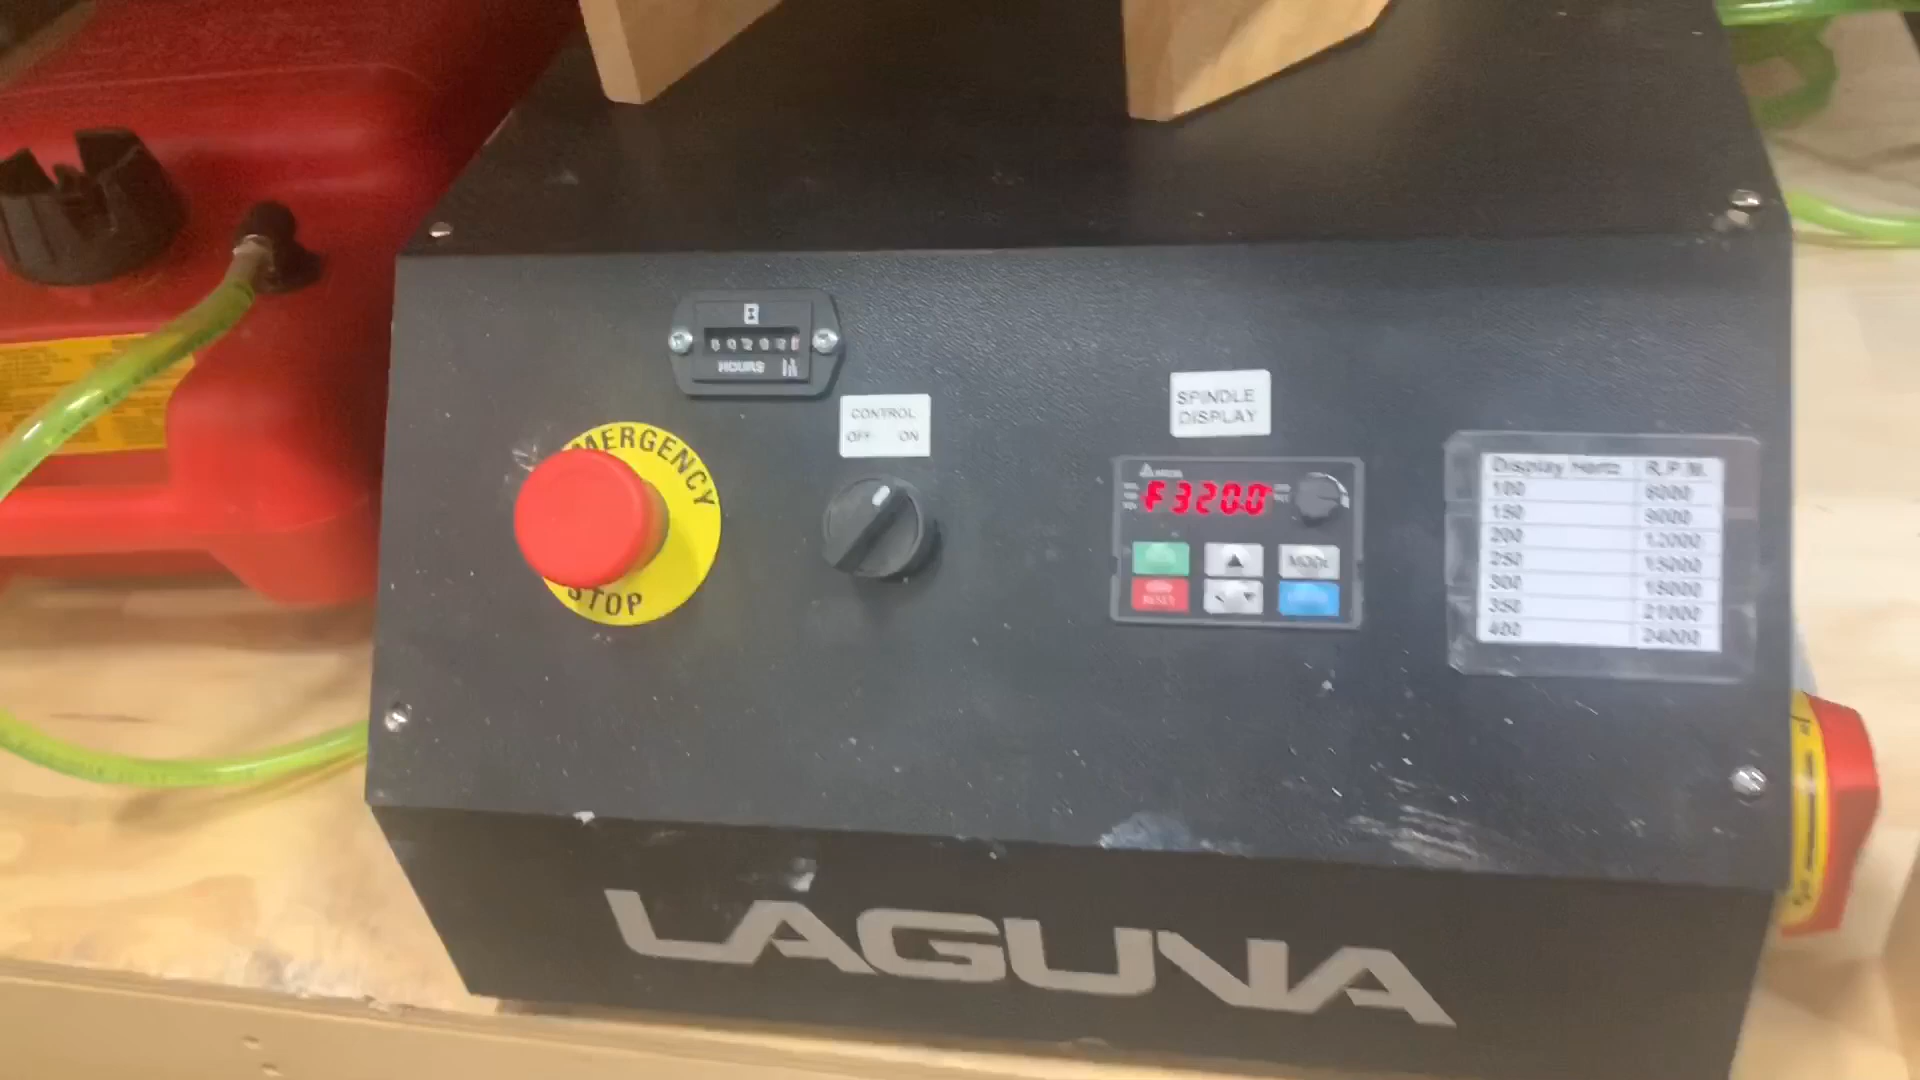 HOURS
CONTROL
OFF ON
EMERGENCY
STOP
SPINDLE
DISPLAY
F320.0
MODE
RESET
Display Hertz R.P.M.
100 6000
150 9000
200 12000
250 15000
300 18000
350 21000
400 24000
LAGUNA